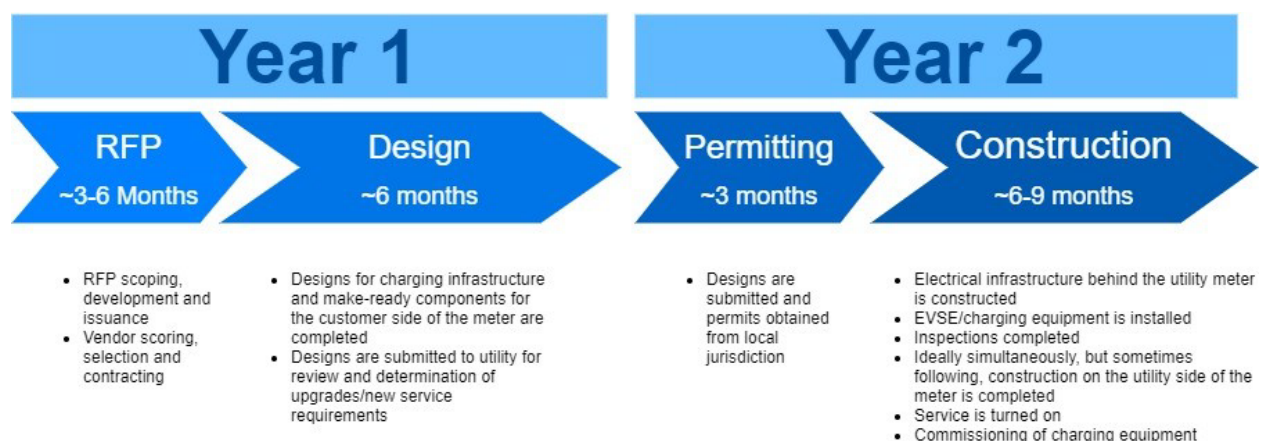 Year 1
Year 2
RFP
~3-6 Months
Design
~6 months
Permitting
~3 months
Construction
~6-9 months
• RFP scoping,
development and
issuance
• Vendor scoring,
selection and
contracting
• Designs for charging infrastructure
and make-ready components for
the customer side of the meter are
completed
• Designs are submitted to utility for
review and determination of
upgrades/new service
requirements
• Designs are
submitted and
permits obtained
from local
jurisdiction
• Electrical infrastructure behind the utility meter
is constructed
• EVSE/charging equipment is installed
• Inspections completed
• Ideally simultaneously, but sometimes
following, construction on the utility side of the
meter is completed
• Service is turned on
• Commissioning of charging equipment